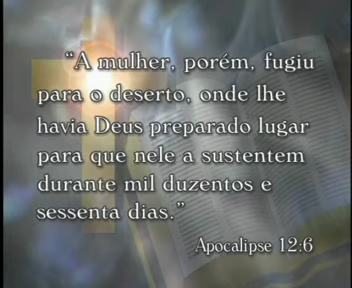 “A mulher, porém, fugiu
para o deserto, onde lhe
havia Deus preparado lugar
para que nele a sustentem
durante mil duzentos e
sessenta dias.”
Apocalipse 12:6